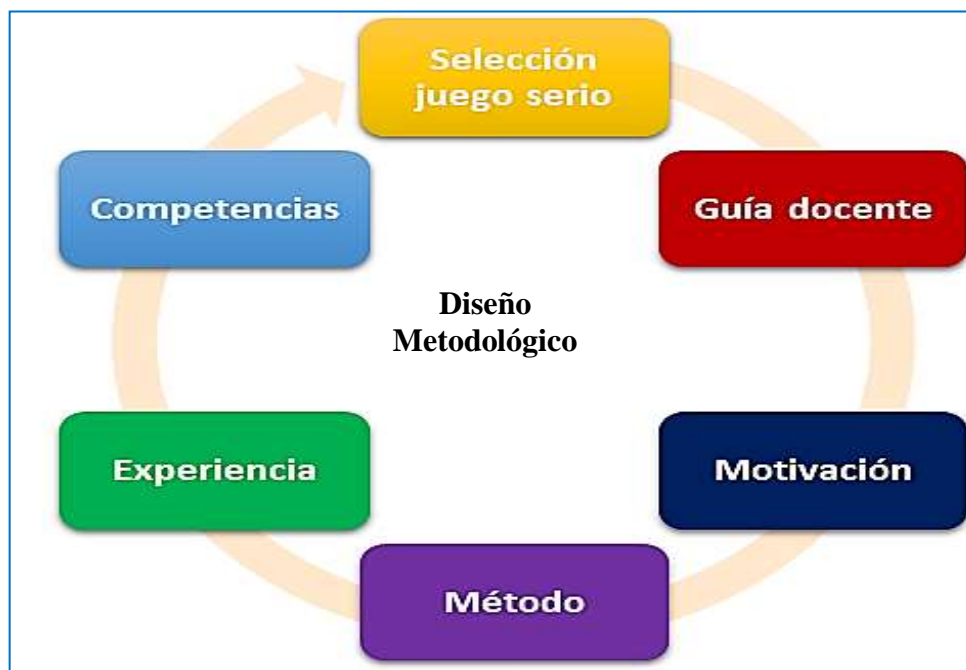 Selección
juego serio
Competencias
Guía docente
Diseño
Metodológico
Experiencia
Motivación
Método